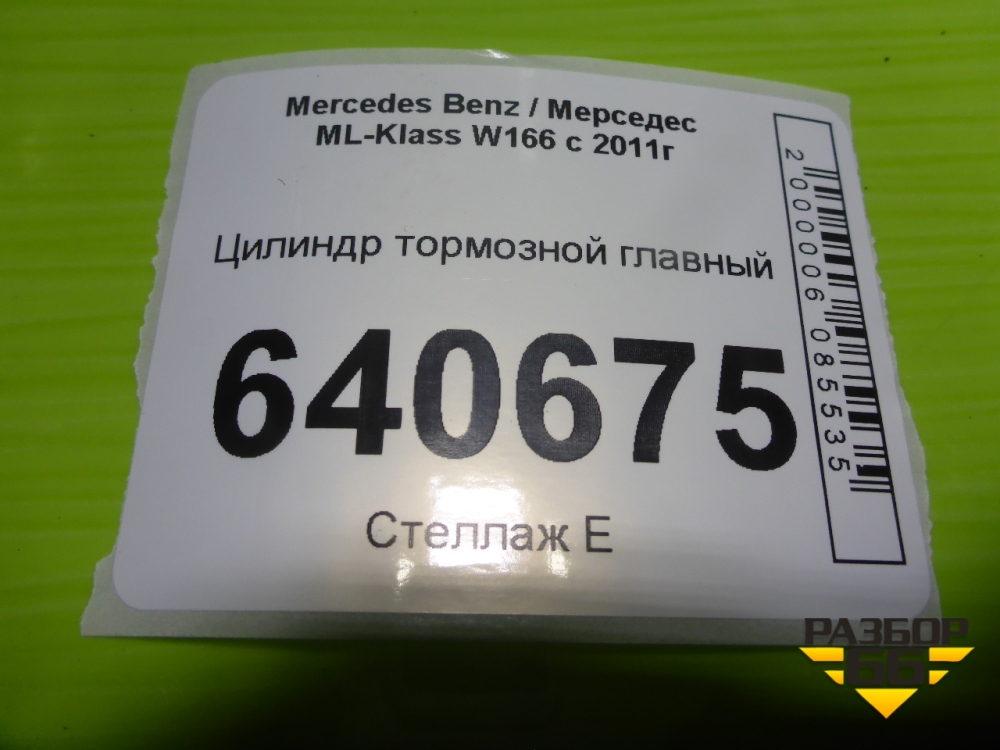 Mercedes Benz / Мерседес
ML-Klass W166 с 2011г
Цилиндр тормозной главный
640675
Стеллаж Е
2000006085535
РАЗБОР
66